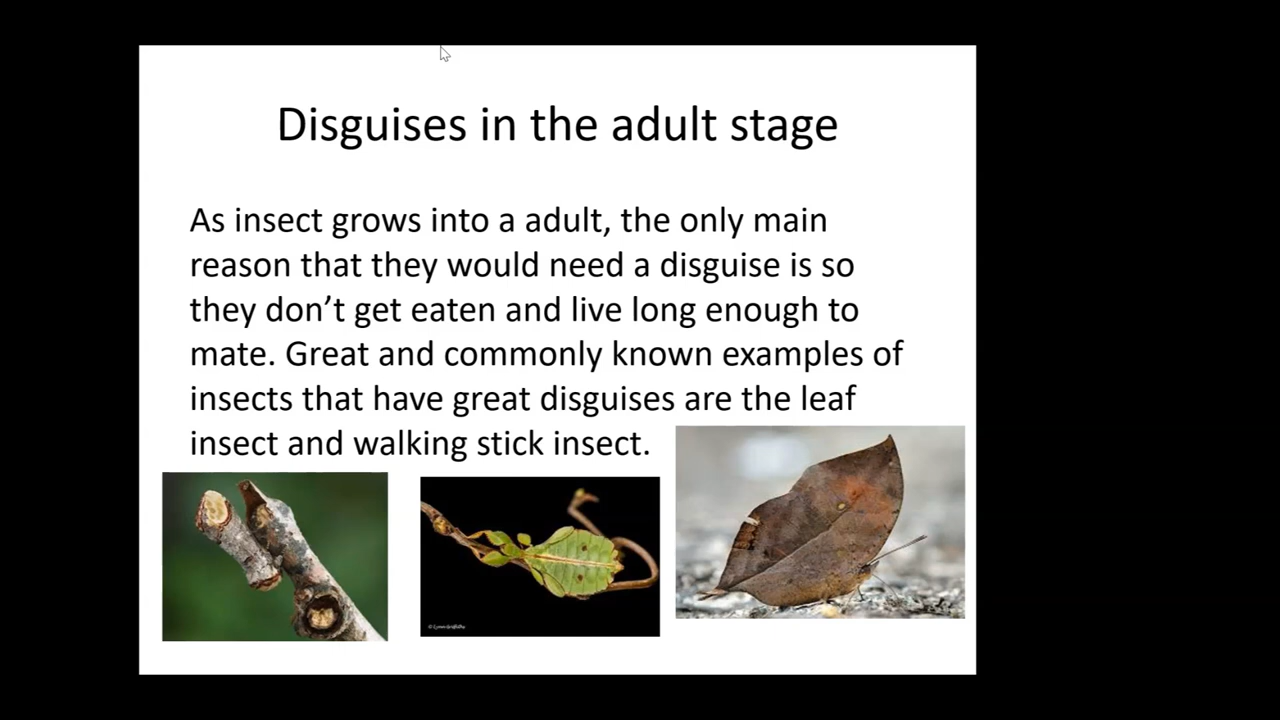 Disguises in the adult stage
As insect grows into a adult, the only main
reason that they would need a disguise is so
they don’t get eaten and live long enough to
mate. Great and commonly known examples of
insects that have great disguises are the leaf
insect and walking stick insect.